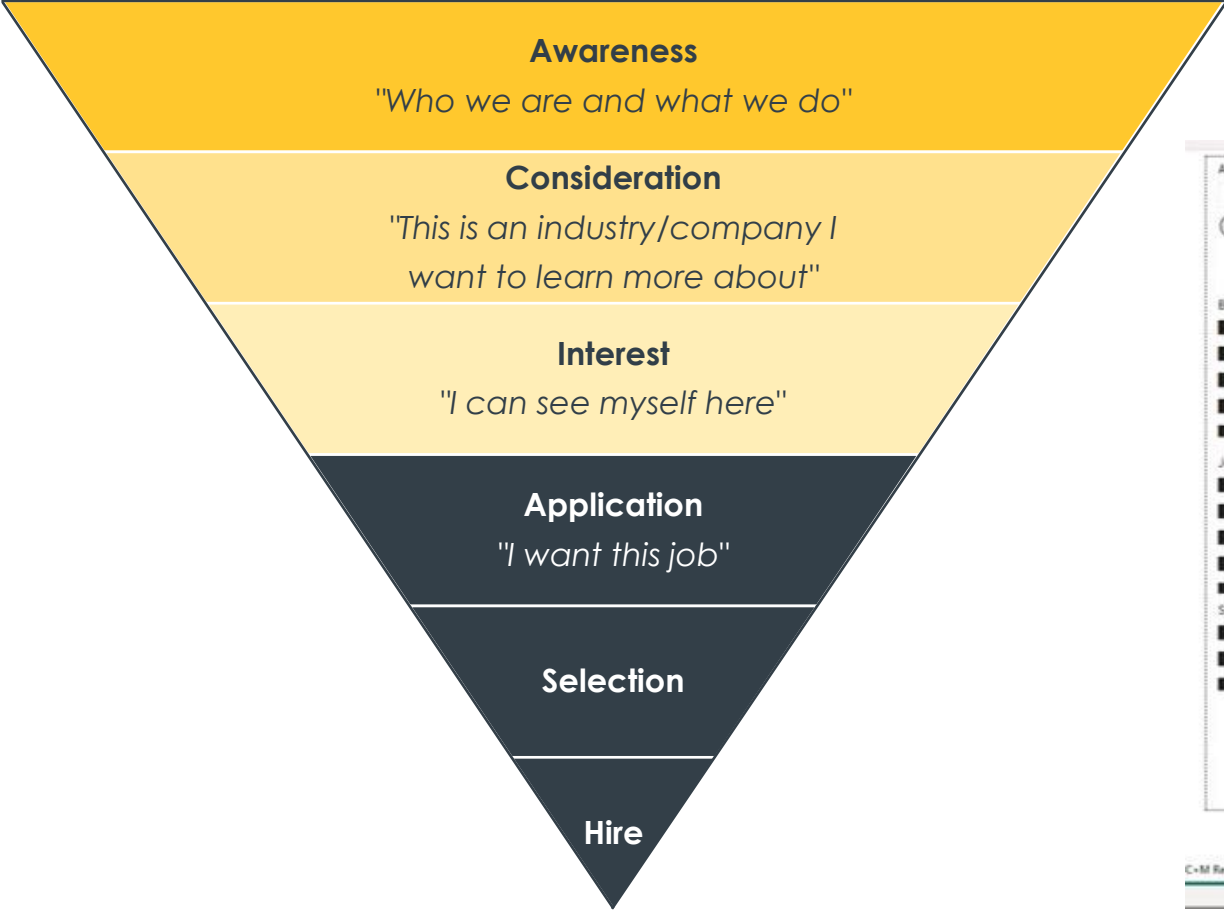 Awareness
"Who we are and what we do"
Consideration
"This is an industry/company I
want to learn more about"
Interest
"I can see myself here"
Application
"I want this job"
Selection
Hire
C+M Re